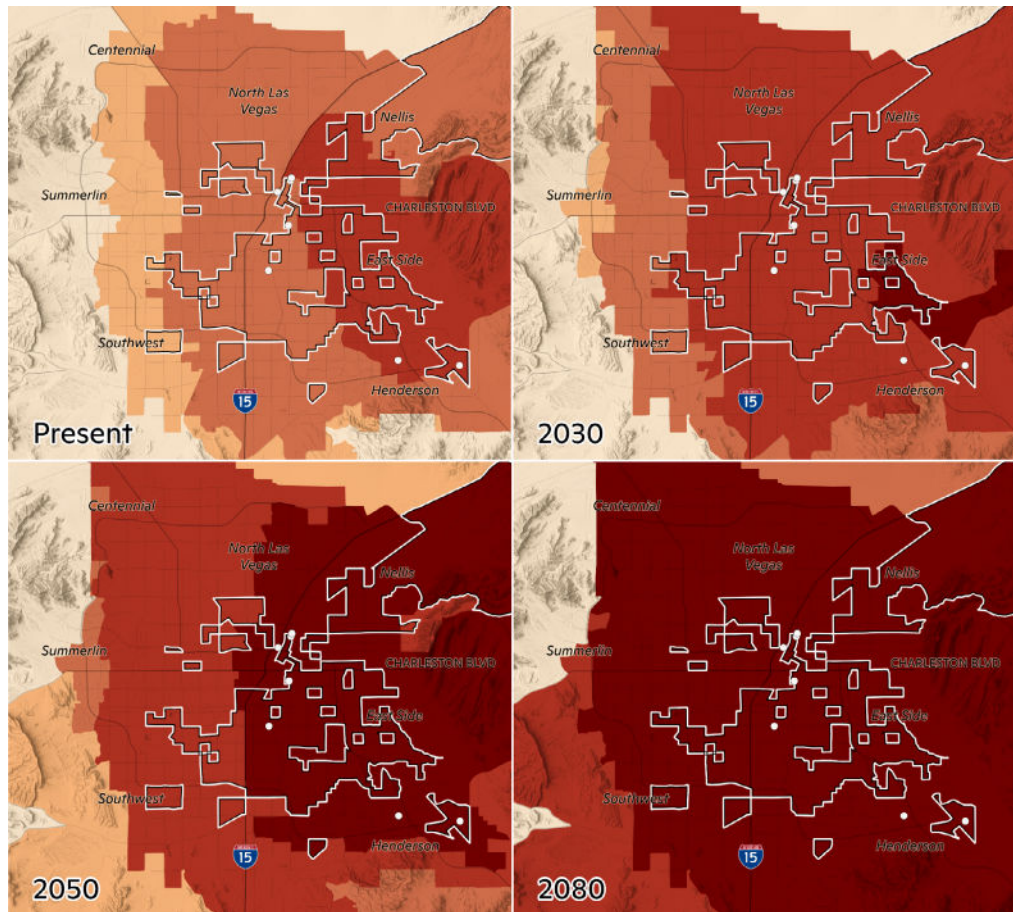 Centennial
North Las
Vegas
Nellis
Summerlin
CHARLESTON BLVD
East Side
Southwest
15
Henderson
Present
Centennial
North Las
Vegas
Nellis
Summerlin
CHARLESTON BLVD
East Side
Southwest
15
Henderson
2030
Centennial
North Las
Vegas
Nellis
Summerlin
CHARLESTON BLVD
East Side
Southwest
15
Henderson
2050
Centennial
North Las
Vegas
Nellis
Summerlin
CHARLESTON BLVD
East Side
Southwest
15
Henderson
2080